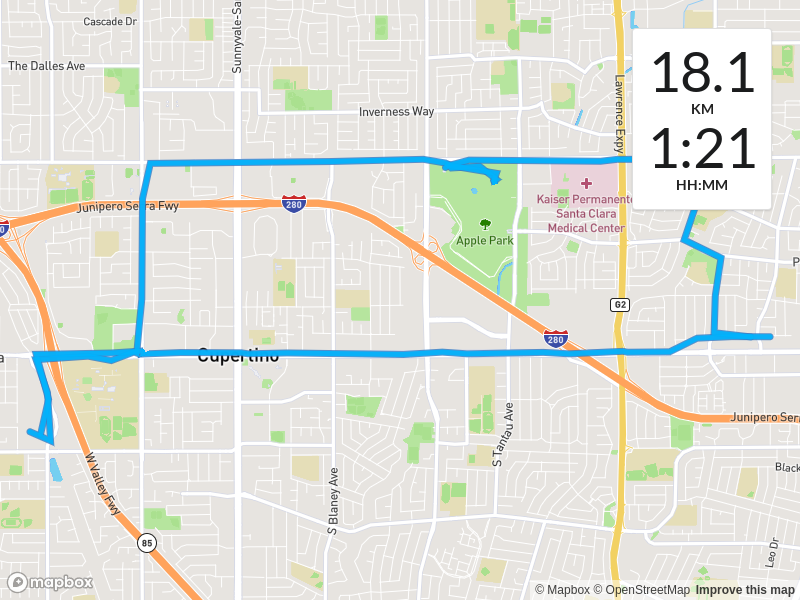 Cascade Dr
Sunnyvale-Sa
The Dalles Ave
18.1
KM
1:21
HH:MM
Inverness Way
Lawrence Expy
Junipero Serra Fwy
280
Kaiser Permanente
Santa Clara
Medical Center
Apple Park
0
P
G2
280
a
Cupertino
Junipero Serra
S Tantau Ave
W Valley Fwy
S Blaney Ave
Black
85
Leo Dr
mapbox
© Mapbox © OpenStreetMap Improve this map